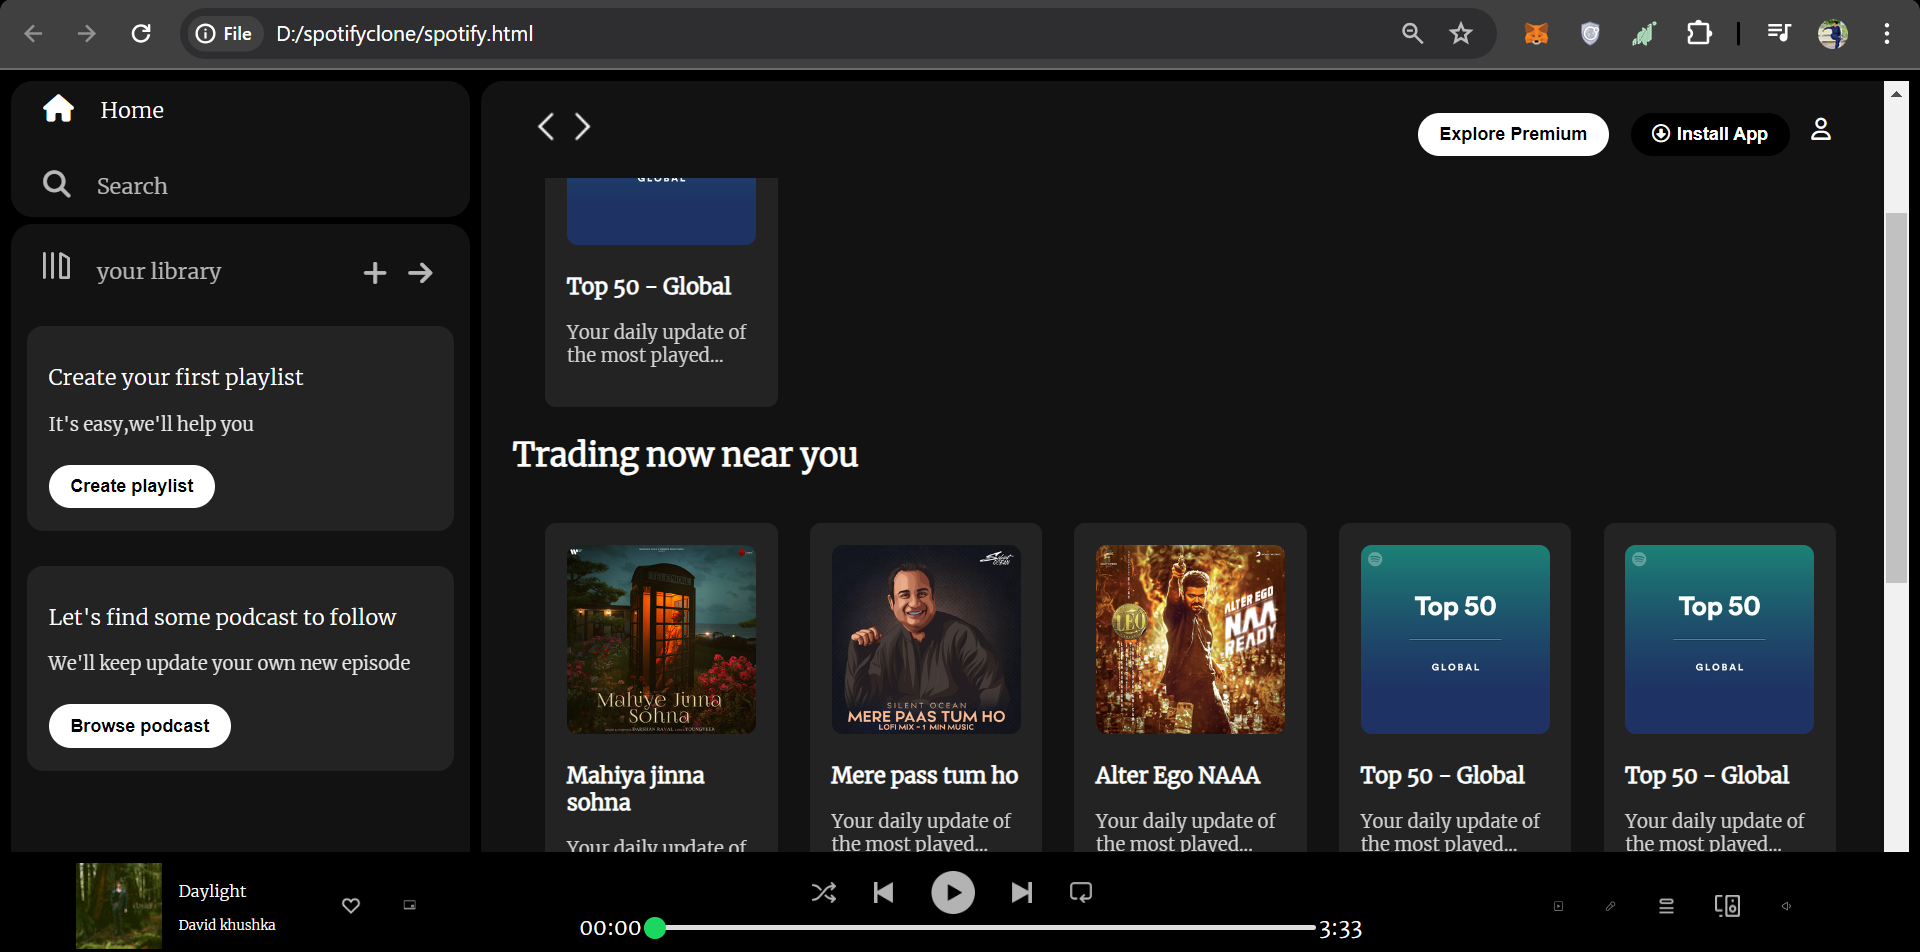 File D:/spotifyclone/spotify.html
Home
Search
your library
Create your first playlist
It's easy,we'll help you
Create playlist
Let's find some podcast to follow
We'll keep update your own new episode
Browse podcast
Explore Premium
Install App
GLOBAL
Top 50 - Global
Your daily update of
the most played...
Trading now near you
Mahiye Jinna
Sohna
Mahiya jinna
sohna
Your daily update of
Silent
OCEAN
SILENT OCEAN
MERE PAAS TUM HO
LOFI MIX - 1 MIN MUSIC
Mere pass tum ho
Your daily update of
the most played...
LEO
ALTER EGO
NAA
READY
Alter Ego NAAA
Your daily update of
the most played...
Top 50
GLOBAL
Top 50 - Global
Your daily update of
the most played...
Top 50
GLOBAL
Top 50 - Global
Your daily update of
the most played...
Daylight
David khushka
00:00
3:33